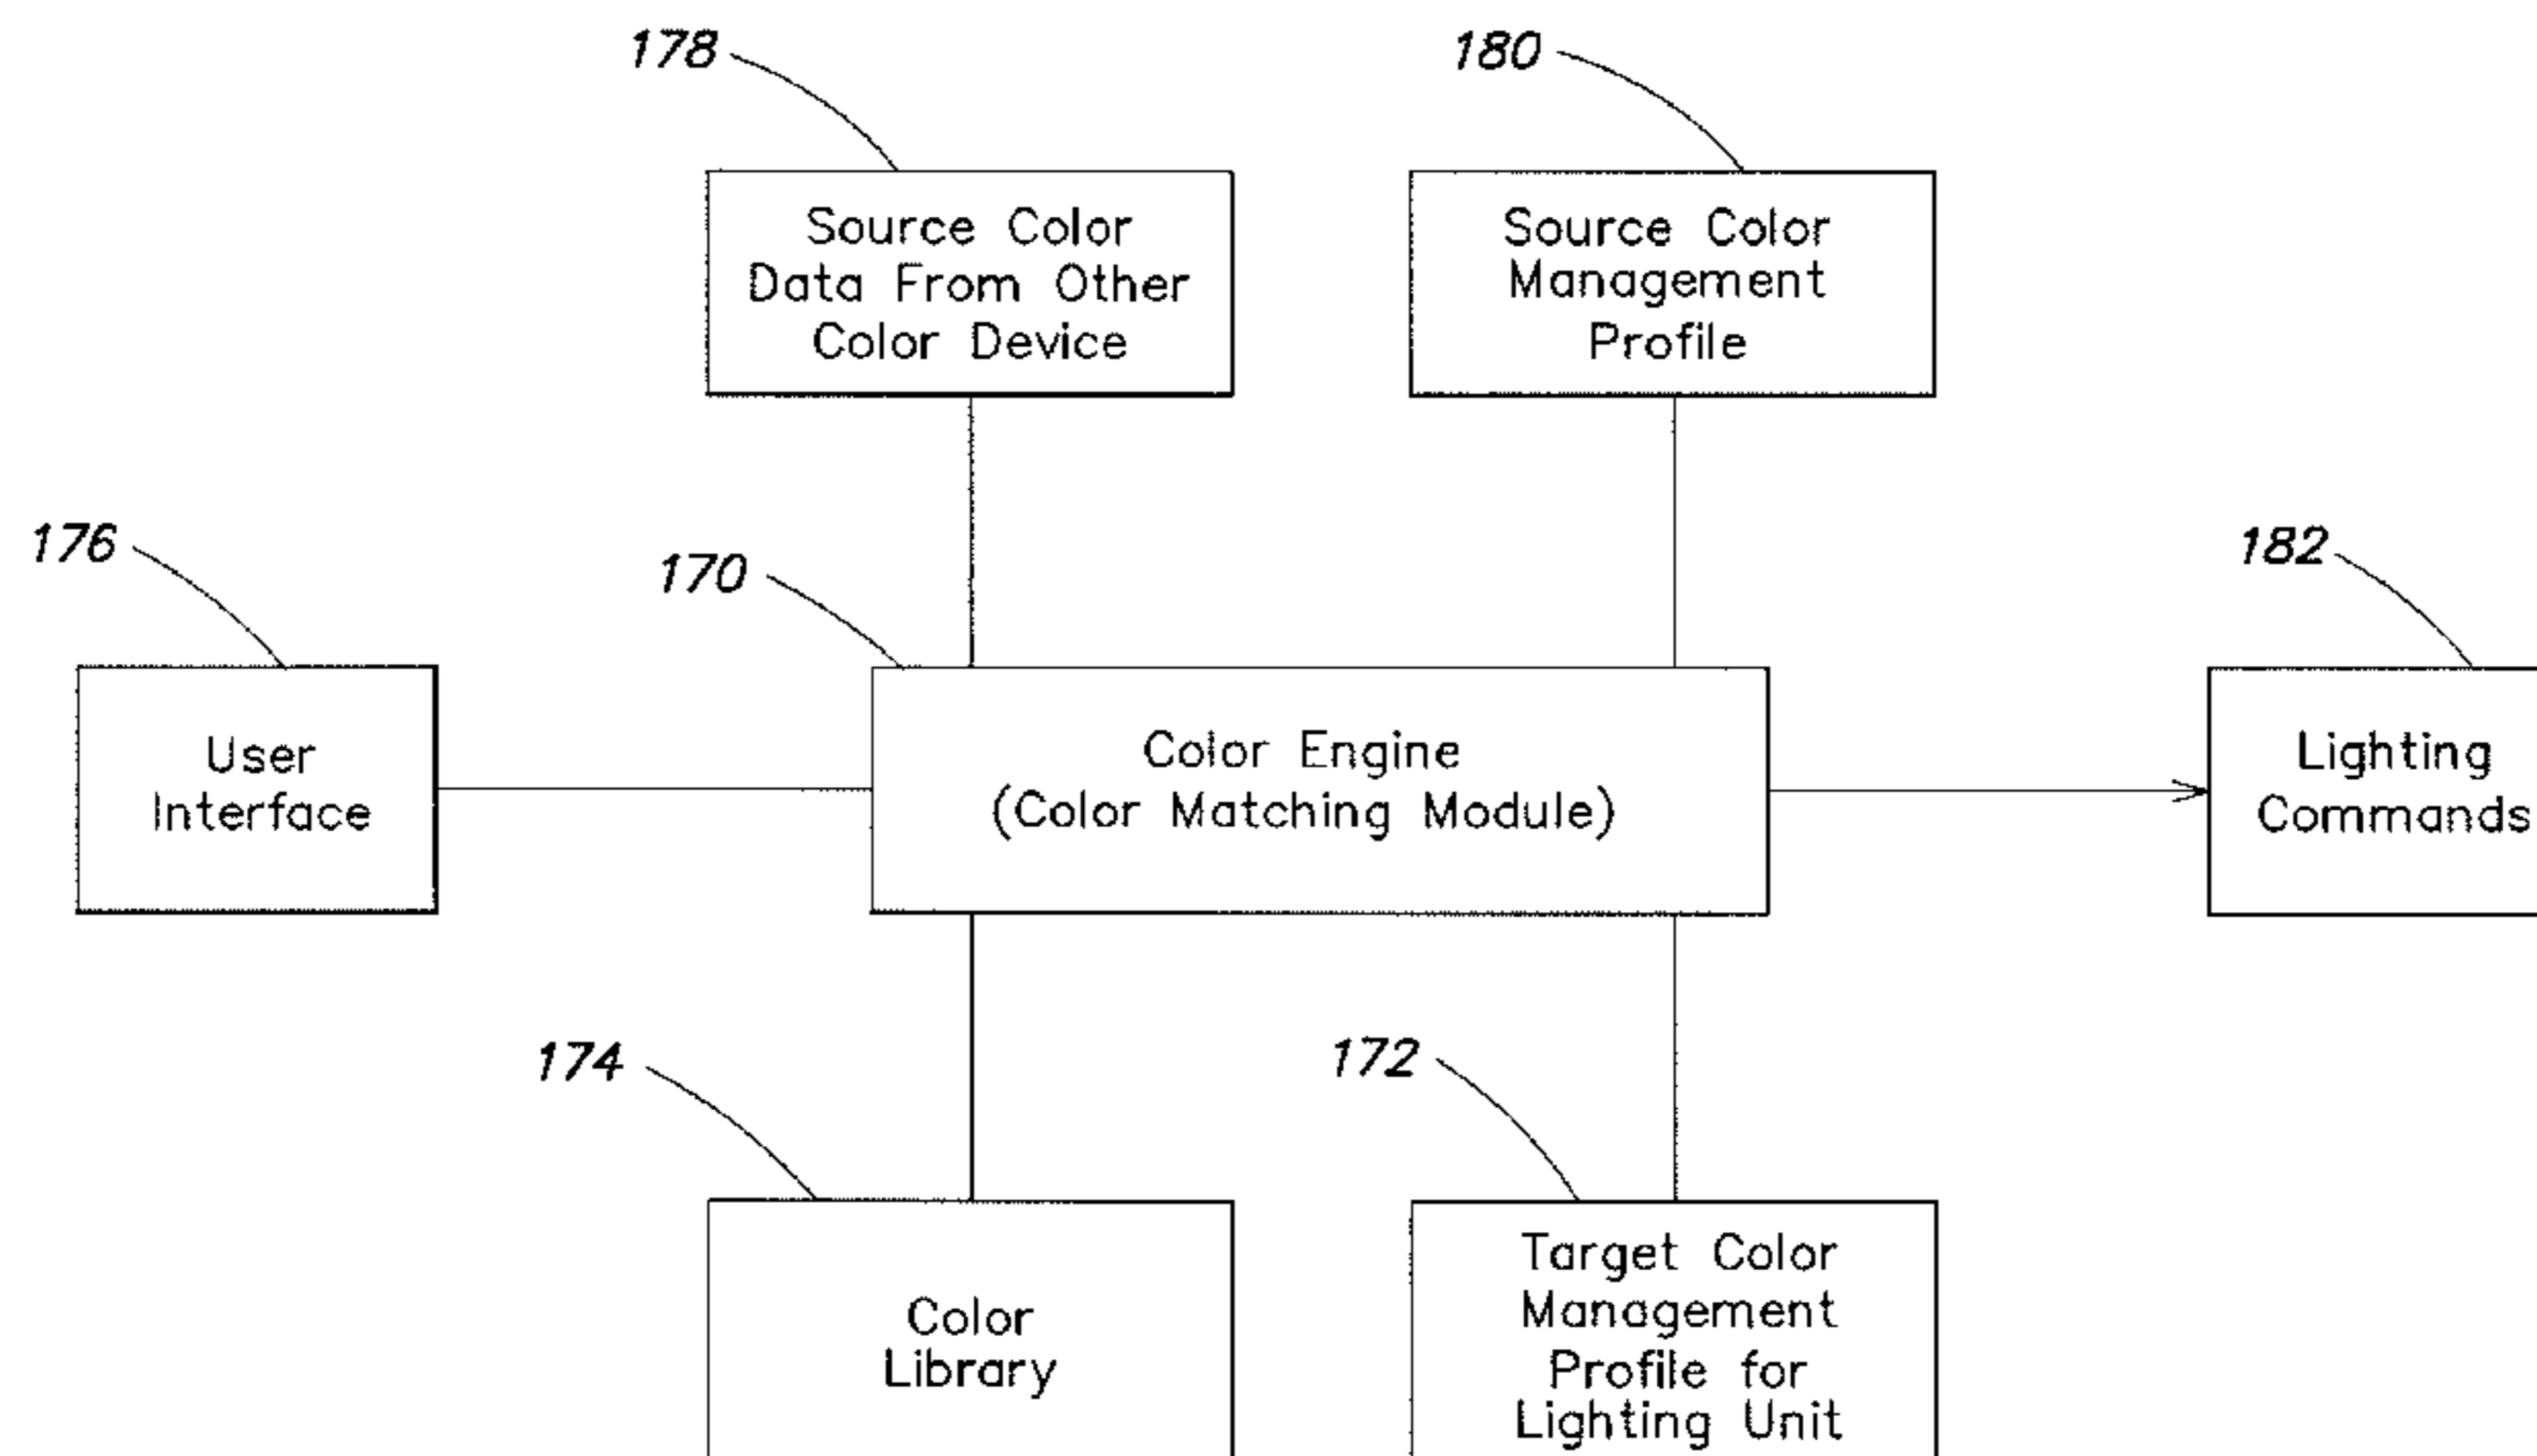 178
180
Source Color
Data From Other
Color Device
Source Color
Management
Profile
176
170
182
User
Interface
Color Engine
(Color Matching Module)
Lighting
Commands
174
172
Color
Library
Target Color
Management
Profile for
Lighting Unit